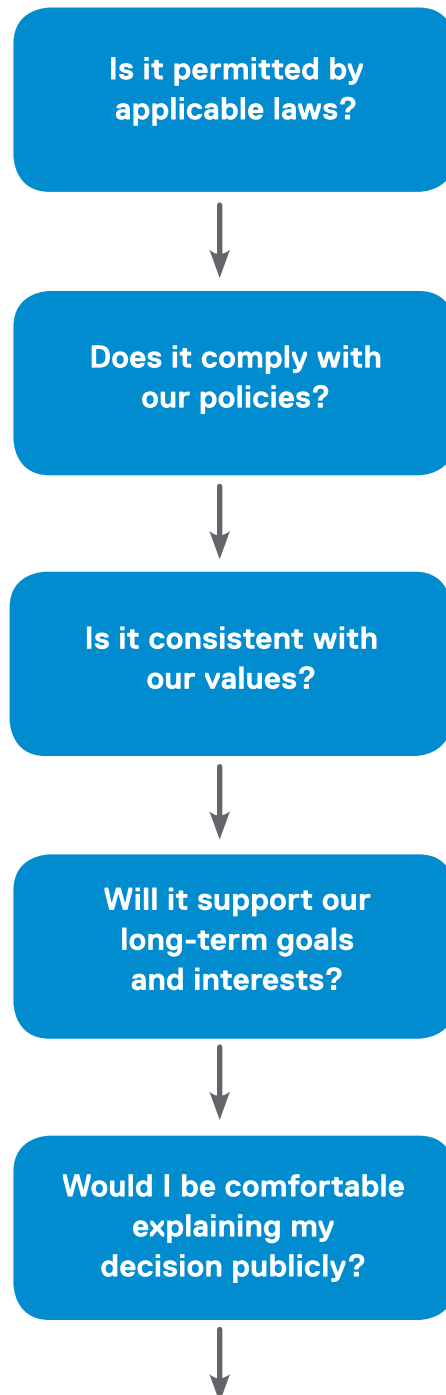 Is it permitted by
applicable laws?
Does it comply with
our policies?
Is it consistent with
our values?
Will it support our
long-term goals
and interests?
Would I be comfortable
explaining my
decision publicly?